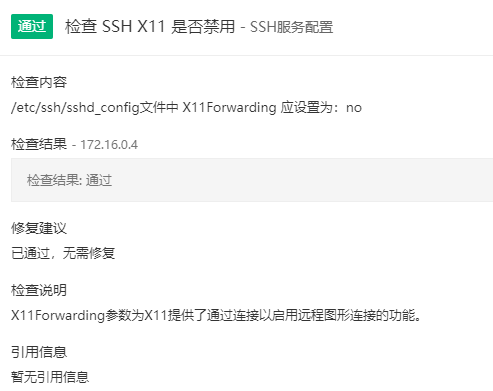 通过 检查 SSH X11 是否禁用 - SSH服务配置
检查内容
/etc/ssh/sshd_config文件中 X11Forwarding 应设置为：no
检查结果 - 172.16.0.4
检查结果: 通过
修复建议
已通过，无需修复
检查说明
X11Forwarding参数为X11提供了通过连接以启用远程图形连接的功能。
引用信息
暂无引用信息